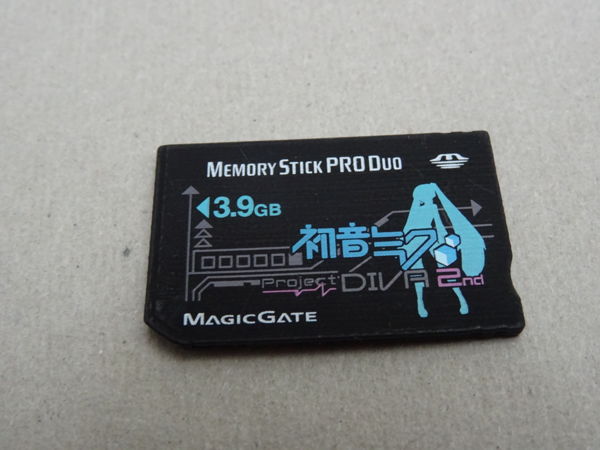 MEMORY STICK PRO DUO
3.9GB
初音ミク
Project DIVA 2nd
MAGICGATE